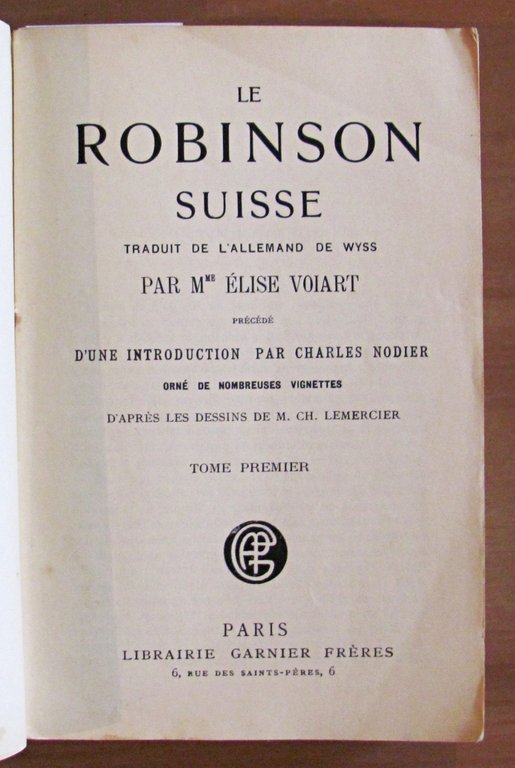 LE
ROBINSON
SUISSE
TRADUIT DE L'ALLEMAND DE WYSS
PAR MME ÉLISE VOIART
PRÉCÉDÉ
D'UNE INTRODUCTION PAR CHARLES NODIER
ORNÉ DE NOMBREUSES VIGNETTES
D'APRÈS LES DESSINS DE M. CH. LEMERCIER
TOME PREMIER
PARIS
LIBRAIRIE GARNIER FRÈRES
6, RUE DES SAINTS-PÈRES, 6